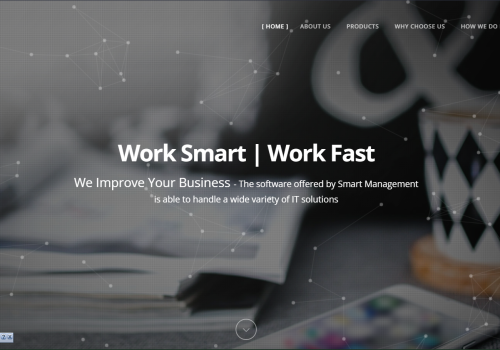 [ HOME ] ABOUT US PRODUCTS WHY CHOOSE US HOW WE DO
Work Smart | Work Fast
We Improve Your Business - The software offered by Smart Management
is able to handle a wide variety of IT solutions